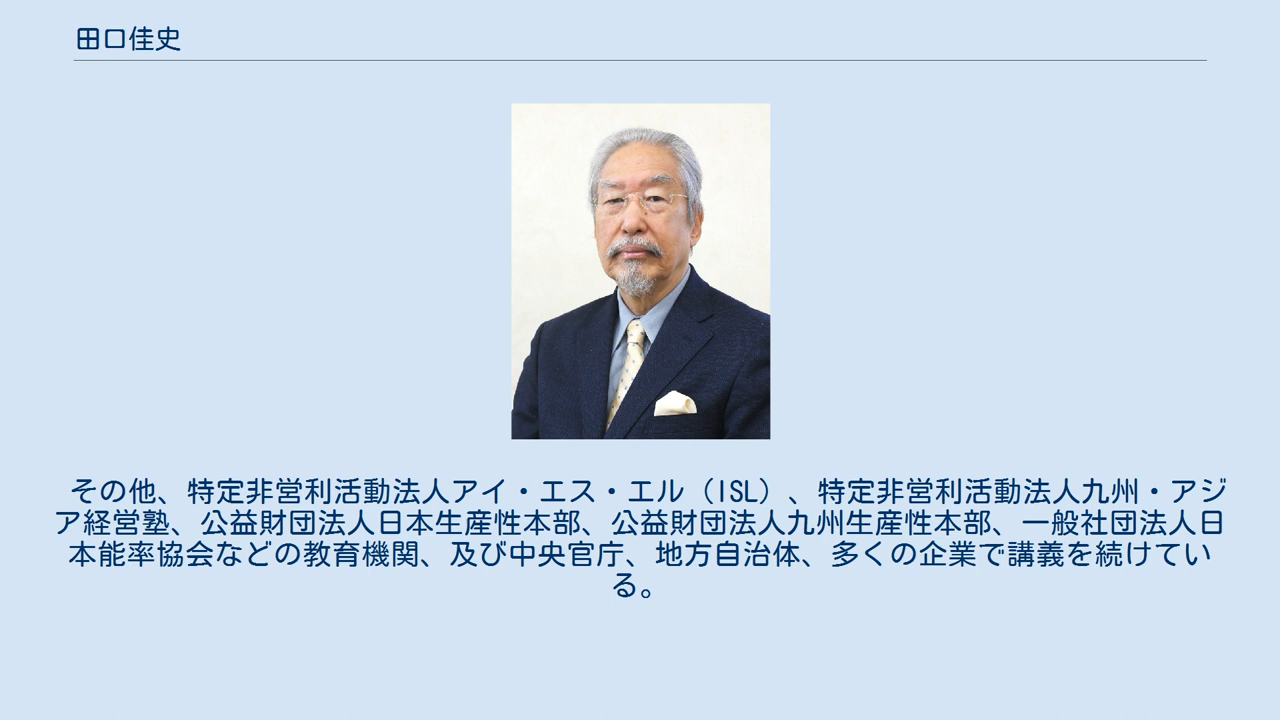 田口佳史
その他、特定非営利活動法人アイ・エス・エル（ISL）、特定非営利活動法人九州・アジ
ア経営塾、公益財団法人日本生産性本部、公益財団法人九州生産性本部、一般社団法人日
本能率協会などの教育機関、及び中央官庁、地方自治体、多くの企業で講義を続けてい
る。